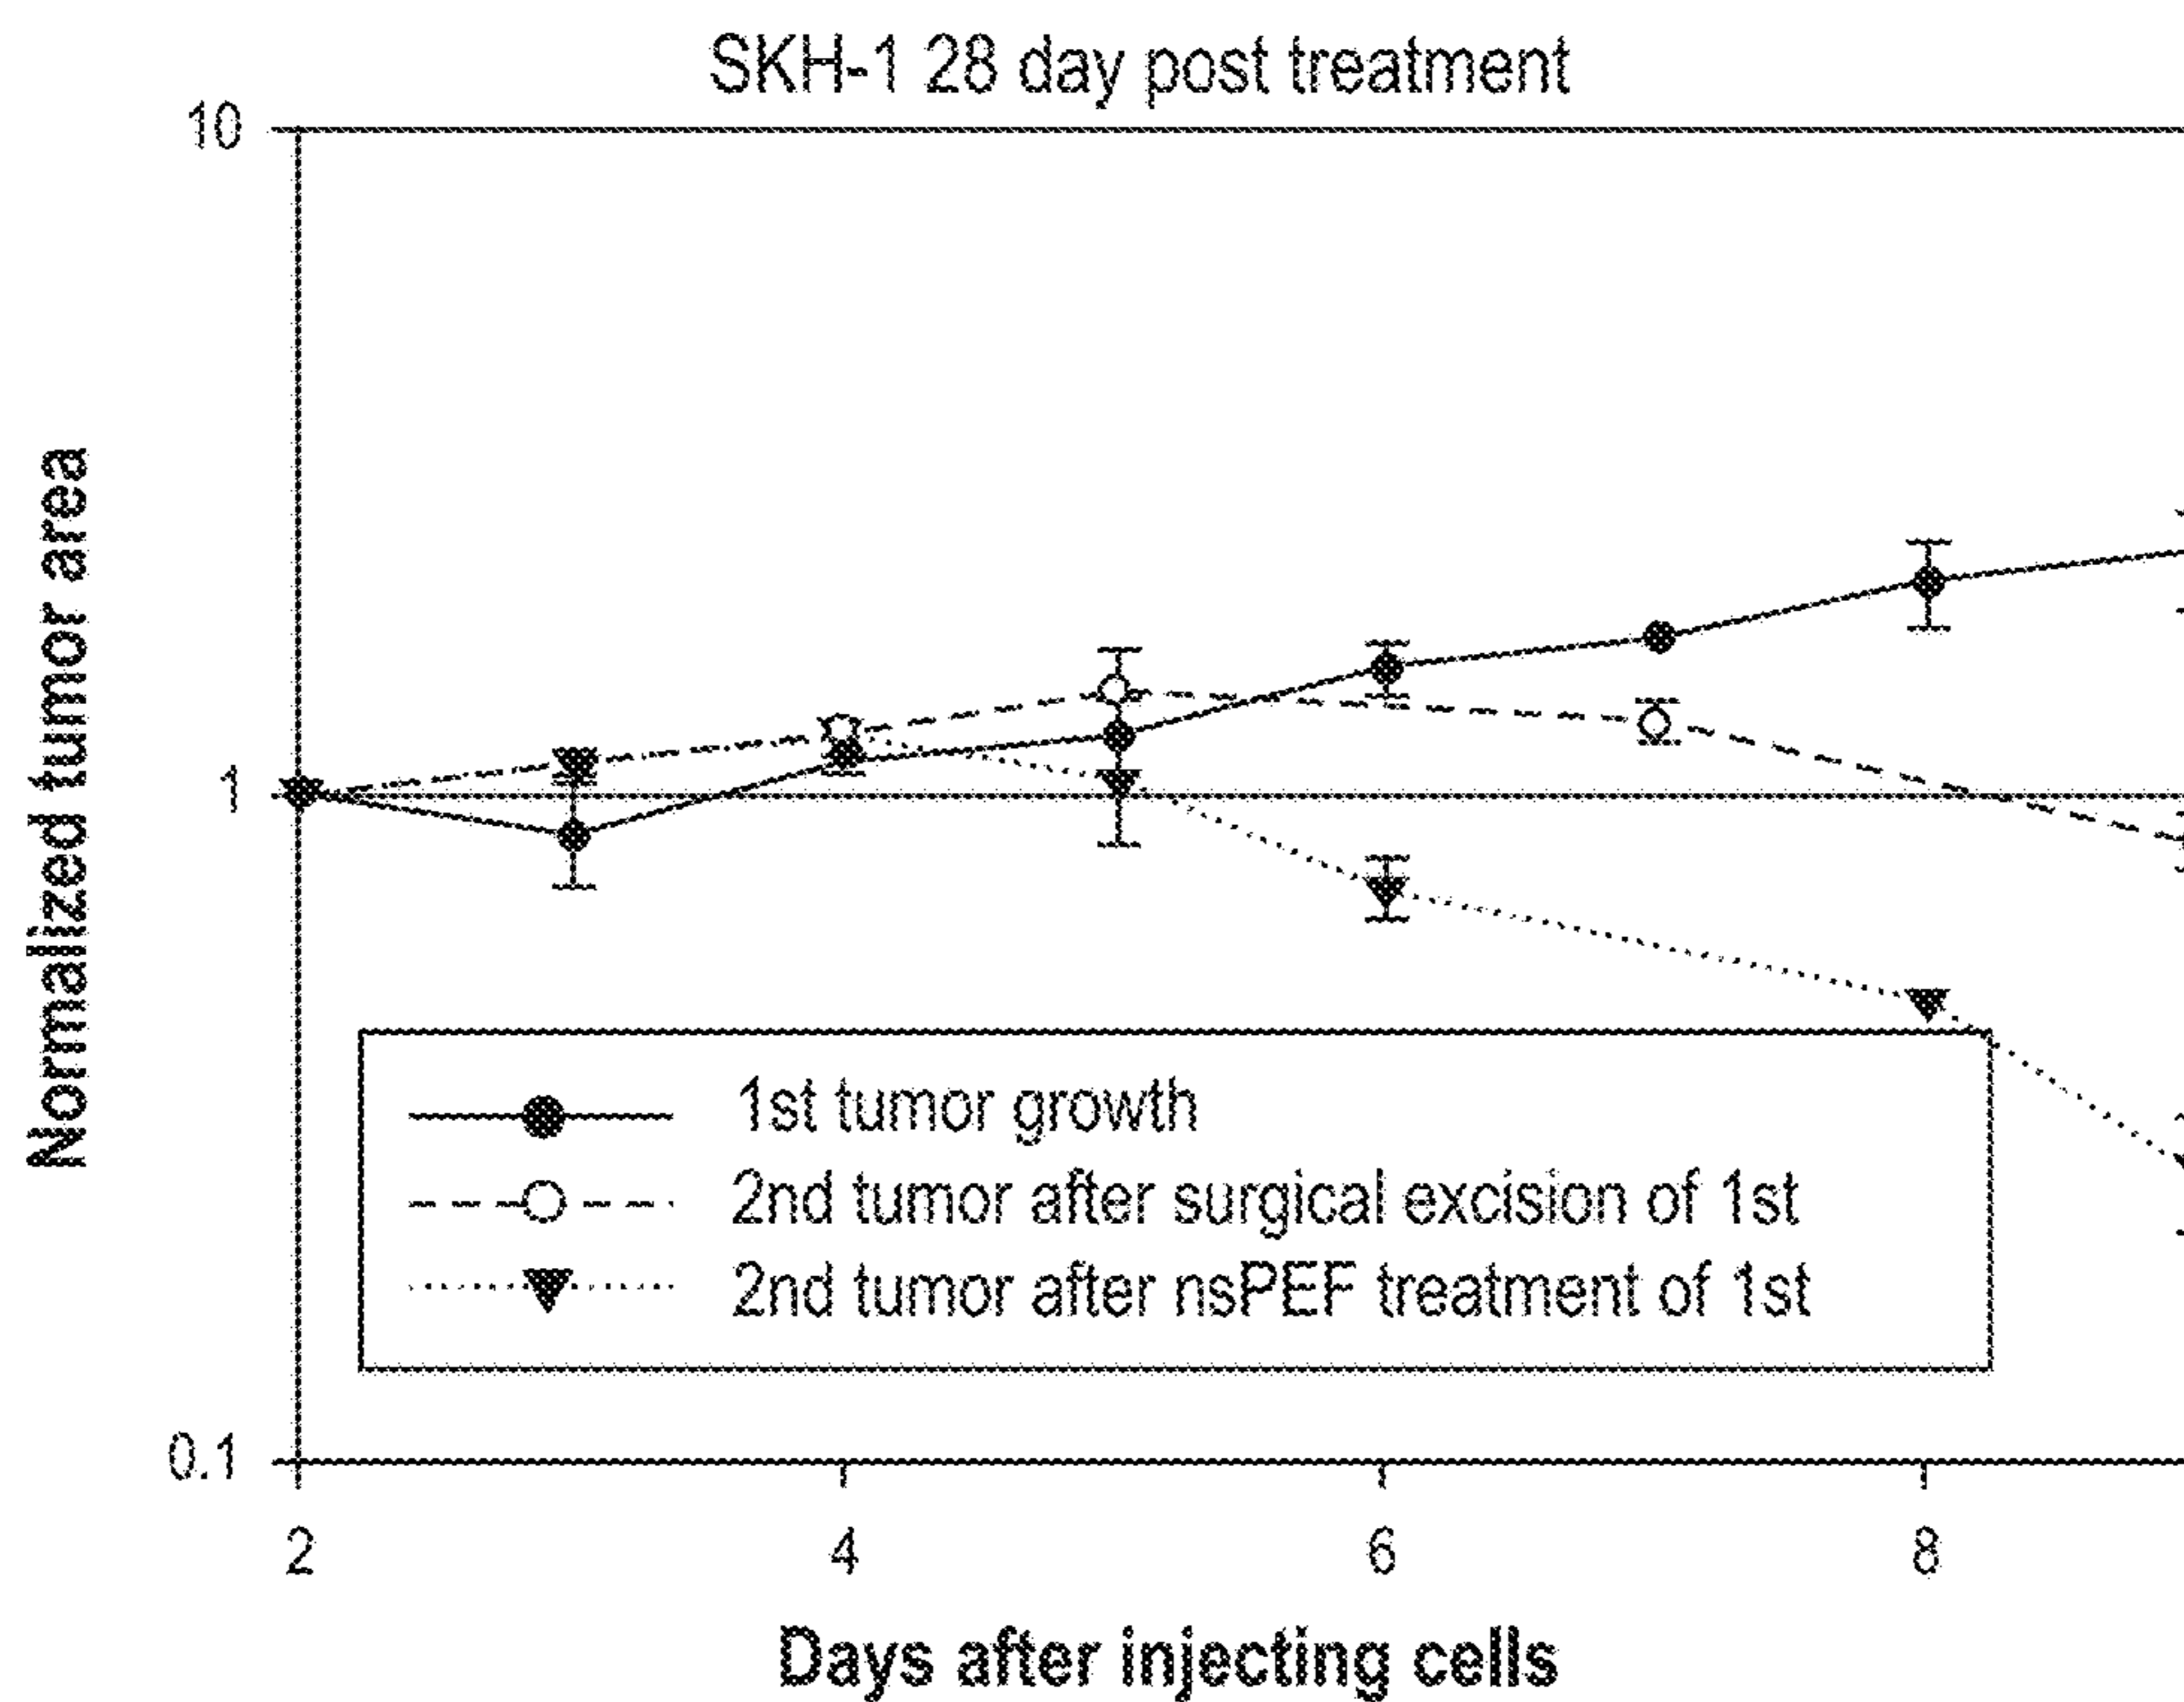 SKH-1 28 day post treatment
10
1
0.1
Normalized tumor area
1st tumor growth
2nd tumor after surgical excision of 1st
2nd tumor after nsPEF treatment of 1st
2 4 6 8
Days after injecting cells